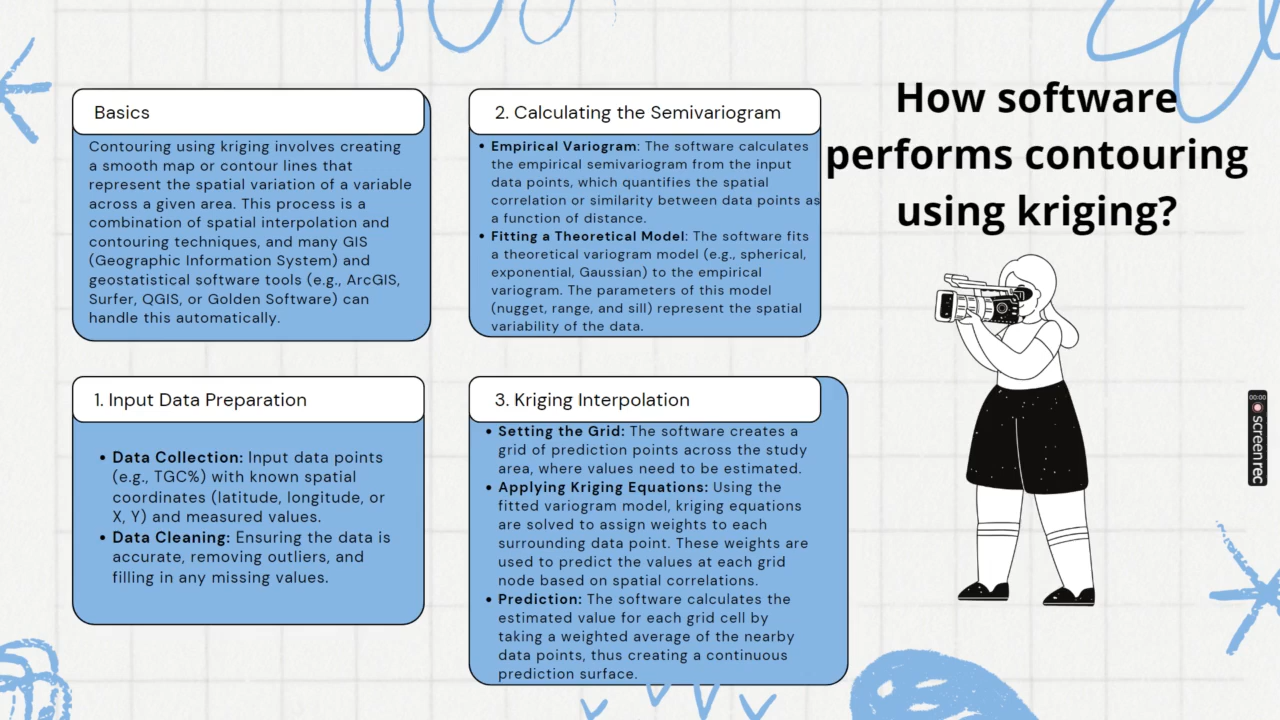 How software
performs contouring
using kriging?
Basics
Contouring using kriging involves creating
a smooth map or contour lines that
represent the spatial variation of a variable
across a given area. This process is a
combination of spatial interpolation and
contouring techniques, and many GIS
(Geographic Information System) and
geostatistical software tools (e.g., ArcGIS,
Surfer, QGIS, or Golden Software) can
handle this automatically.
1. Input Data Preparation
• Data Collection: Input data points
(e.g., TGC%) with known spatial
coordinates (latitude, longitude, or
X, Y) and measured values.
• Data Cleaning: Ensuring the data is
accurate, removing outliers, and
filling in any missing values.
2. Calculating the Semivariogram
• Empirical Variogram: The software calculates
the empirical semivariogram from the input
data points, which quantifies the spatial
correlation or similarity between data points as
a function of distance.
• Fitting a Theoretical Model: The software fits
a theoretical variogram model (e.g., spherical,
exponential, Gaussian) to the empirical
variogram. The parameters of this model
(nugget, range, and sill) represent the spatial
variability of the data.
3. Kriging Interpolation
• Setting the Grid: The software creates a
grid of prediction points across the study
area, where values need to be estimated.
• Applying Kriging Equations: Using the
fitted variogram model, kriging equations
are solved to assign weights to each
surrounding data point. These weights are
used to predict the values at each grid
node based on spatial correlations.
• Prediction: The software calculates the
estimated value for each grid cell by
taking a weighted average of the nearby
data points, thus creating a continuous
prediction surface.
00:00
screenrec